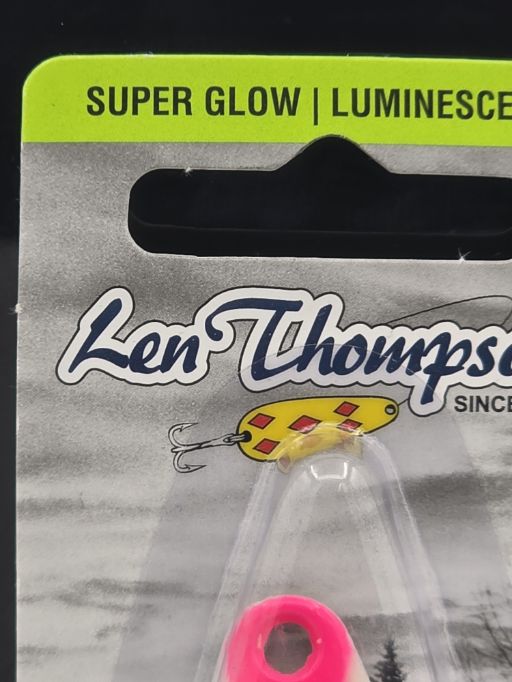 SUPER GLOW | LUMINESCE
Len Thompso
SINCE